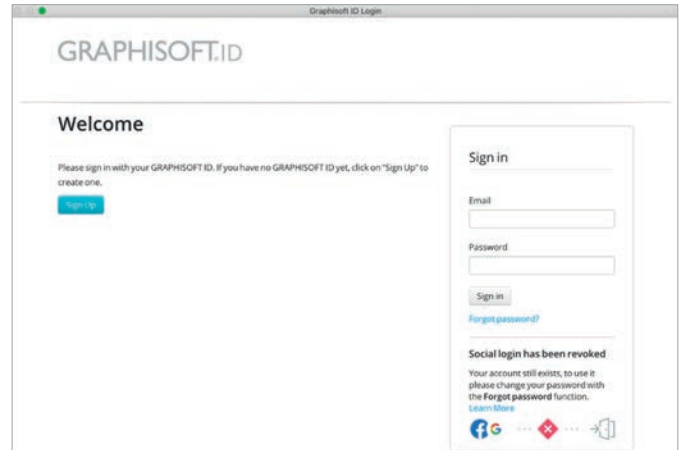 Graphisoft ID Login
GRAPHISOFT.ID
Welcome
Please sign in with your GRAPHISOFT ID. If you have no GRAPHISOFT ID yet, click on "Sign Up" to
create one.
Sign Up
Sign in
Email
Password
Sign in
Forgot password?
Social login has been revoked
Your account still exists, to use it
please change your password with
the Forgot password function.
Learn More